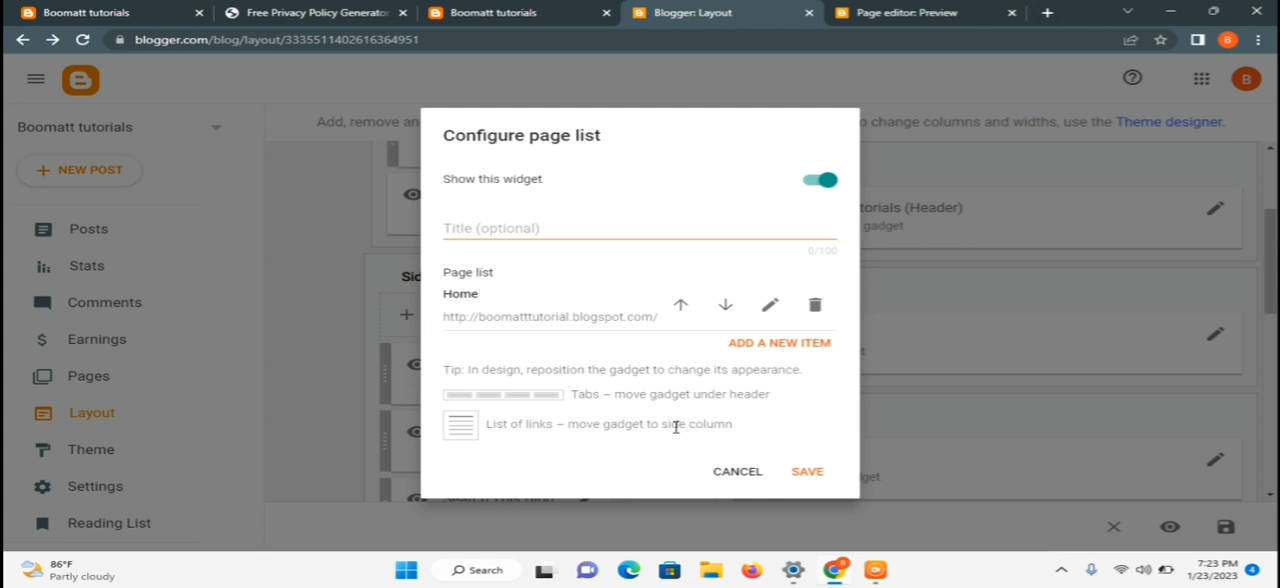 Boomatt tutorials
Free Privacy Policy Generator
Boomatt tutorials
Blogger: Layout
Page editor: Preview
blogger.com/blog/layout/3335511402616364951
B
B
Boomatt tutorials
Add, remove an
o change columns and widths, use the Theme designer.
NEW POST
Posts
Stats
Comments
Earnings
Pages
Layout
Theme
Settings
Reading List
Configure page list
Show this widget
Title (optional)
0/100
Page list
Home
http://boomatttutorial.blogspot.com/
ADD A NEW ITEM
Tip: In design, reposition the gadget to change its appearance.
Tabs – move gadget under header
List of links – move gadget to side column
CANCEL
SAVE
torials (Header)
gadget
Sid
get
86°F
Partly cloudy
Search
7:23 PM
1/23/2023
4